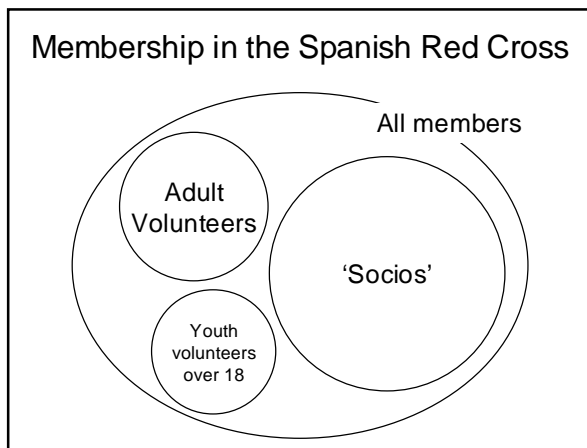 Membership in the Spanish Red Cross
All members
Adult
Volunteers
‘Socios’
Youth
volunteers
over 18